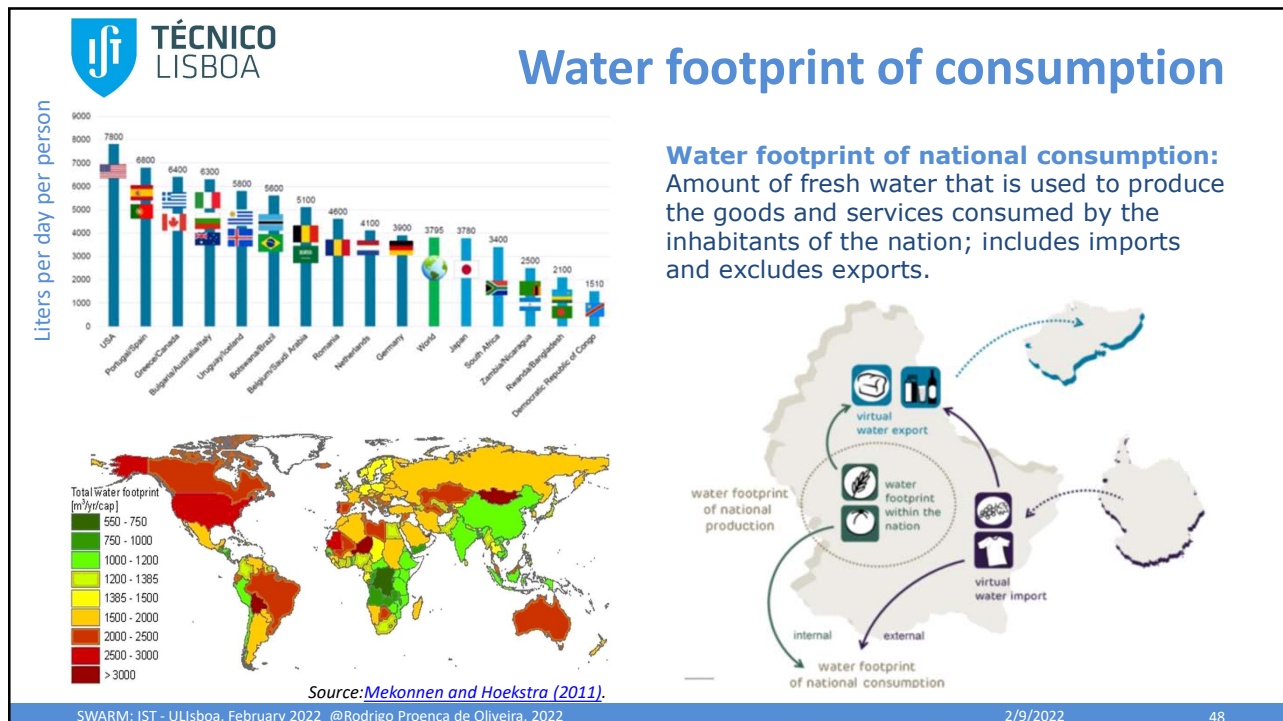 TÉCNICO
LISBOA
Water footprint of consumption
Liters per day per person
9000
8000
7000
6000
5000
4000
3000
2000
1000
0
7800
6800
6400
6300
5800
5600
5100
4600
4100
3900
3795
3780
3400
2500
2100
1510
USA
Portugal/Spain
Greece/Canada
Bulgaria/Australia/Italy
Uruguay/Iceland
Botswana/Brazil
Belgium/Saudi Arabia
Romania
Netherlands
Germany
World
Japan
South Africa
Zambia/Nicaragua
Rwanda/Bangladesh
Democratic Republic of Congo
Water footprint of national consumption:
Amount of fresh water that is used to produce
the goods and services consumed by the
inhabitants of the nation; includes imports
and excludes exports.
Total water footprint
[m³/yr/cap]
550 - 750
750 - 1000
1000 - 1200
1200 - 1385
1385 - 1500
1500 - 2000
2000 - 2500
2500 - 3000
> 3000
Source:Mekonnen and Hoekstra (2011).
virtual
water export
water footprint
of national
production
water
footprint
within the
nation
virtual
water import
internal
external
water footprint
of national consumption
SWARM: IST - ULIsboa, February 2022 @Rodrigo Proença de Oliveira, 2022
2/9/2022
48